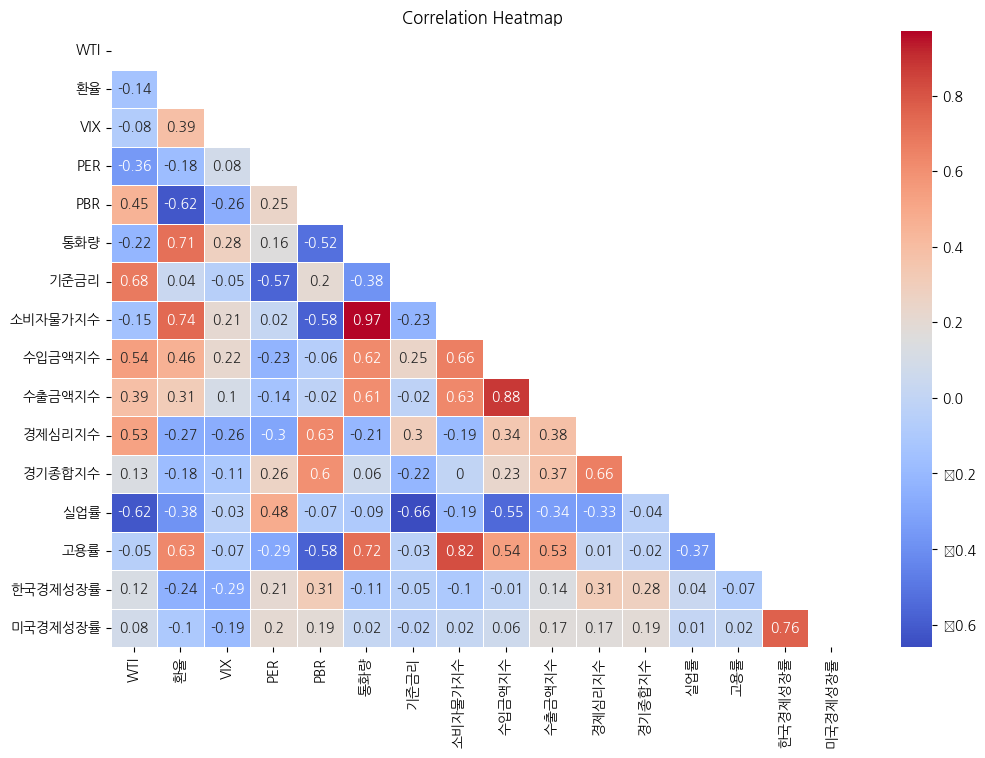 Correlation Heatmap
WTI
환율 -0.14
VIX -0.08 0.39
PER -0.36 -0.18 0.08
PBR 0.45 -0.62 -0.26 0.25
통화량 -0.22 0.71 0.28 0.16 -0.52
기준금리 0.68 0.04 -0.05 -0.57 0.2 -0.38
소비자물가지수 -0.15 0.74 0.21 0.02 -0.58 0.97 -0.23
수입금액지수 0.54 0.46 0.22 -0.23 -0.06 0.62 0.25 0.66
수출금액지수 0.39 0.31 0.1 -0.14 -0.02 0.61 -0.02 0.63 0.88
경제심리지수 0.53 -0.27 -0.26 -0.3 0.63 -0.21 0.3 -0.19 0.34 0.38
경기종합지수 0.13 -0.18 -0.11 0.26 0.6 0.06 -0.22 0 0.23 0.37 0.66
실업률 -0.62 -0.38 -0.03 0.48 -0.07 -0.09 -0.66 -0.19 -0.55 -0.34 -0.33 -0.04
고용률 -0.05 0.63 -0.07 -0.29 -0.58 0.72 -0.03 0.82 0.54 0.53 0.01 -0.02 -0.37
한국경제성장률 0.12 -0.24 -0.29 0.21 0.31 -0.11 -0.05 -0.1 -0.01 0.14 0.31 0.28 0.04 -0.07
미국경제성장률 0.08 -0.1 -0.19 0.2 0.19 0.02 -0.02 0.02 0.06 0.17 0.17 0.19 0.01 0.02 0.76
WTI 환율 VIX PER PBR 통화량 기준금리 소비자물가지수 수입금액지수 수출금액지수 경제심리지수 경기종합지수 실업률 고용률 한국경제성장률 미국경제성장률
0.8
0.6
0.4
0.2
0.0
0.2
0.4
0.6